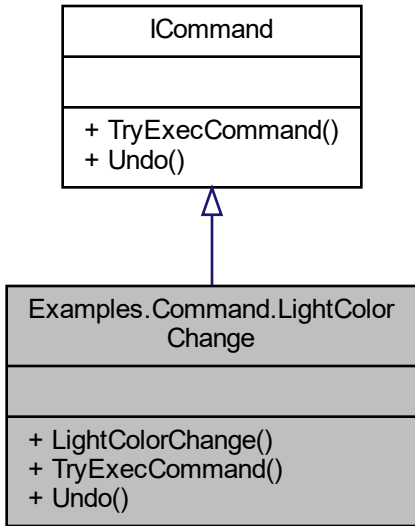 ICommand
+ TryExecCommand()
+ Undo()
Examples.Command.LightColor
Change
+ LightColorChange()
+ TryExecCommand()
+ Undo()